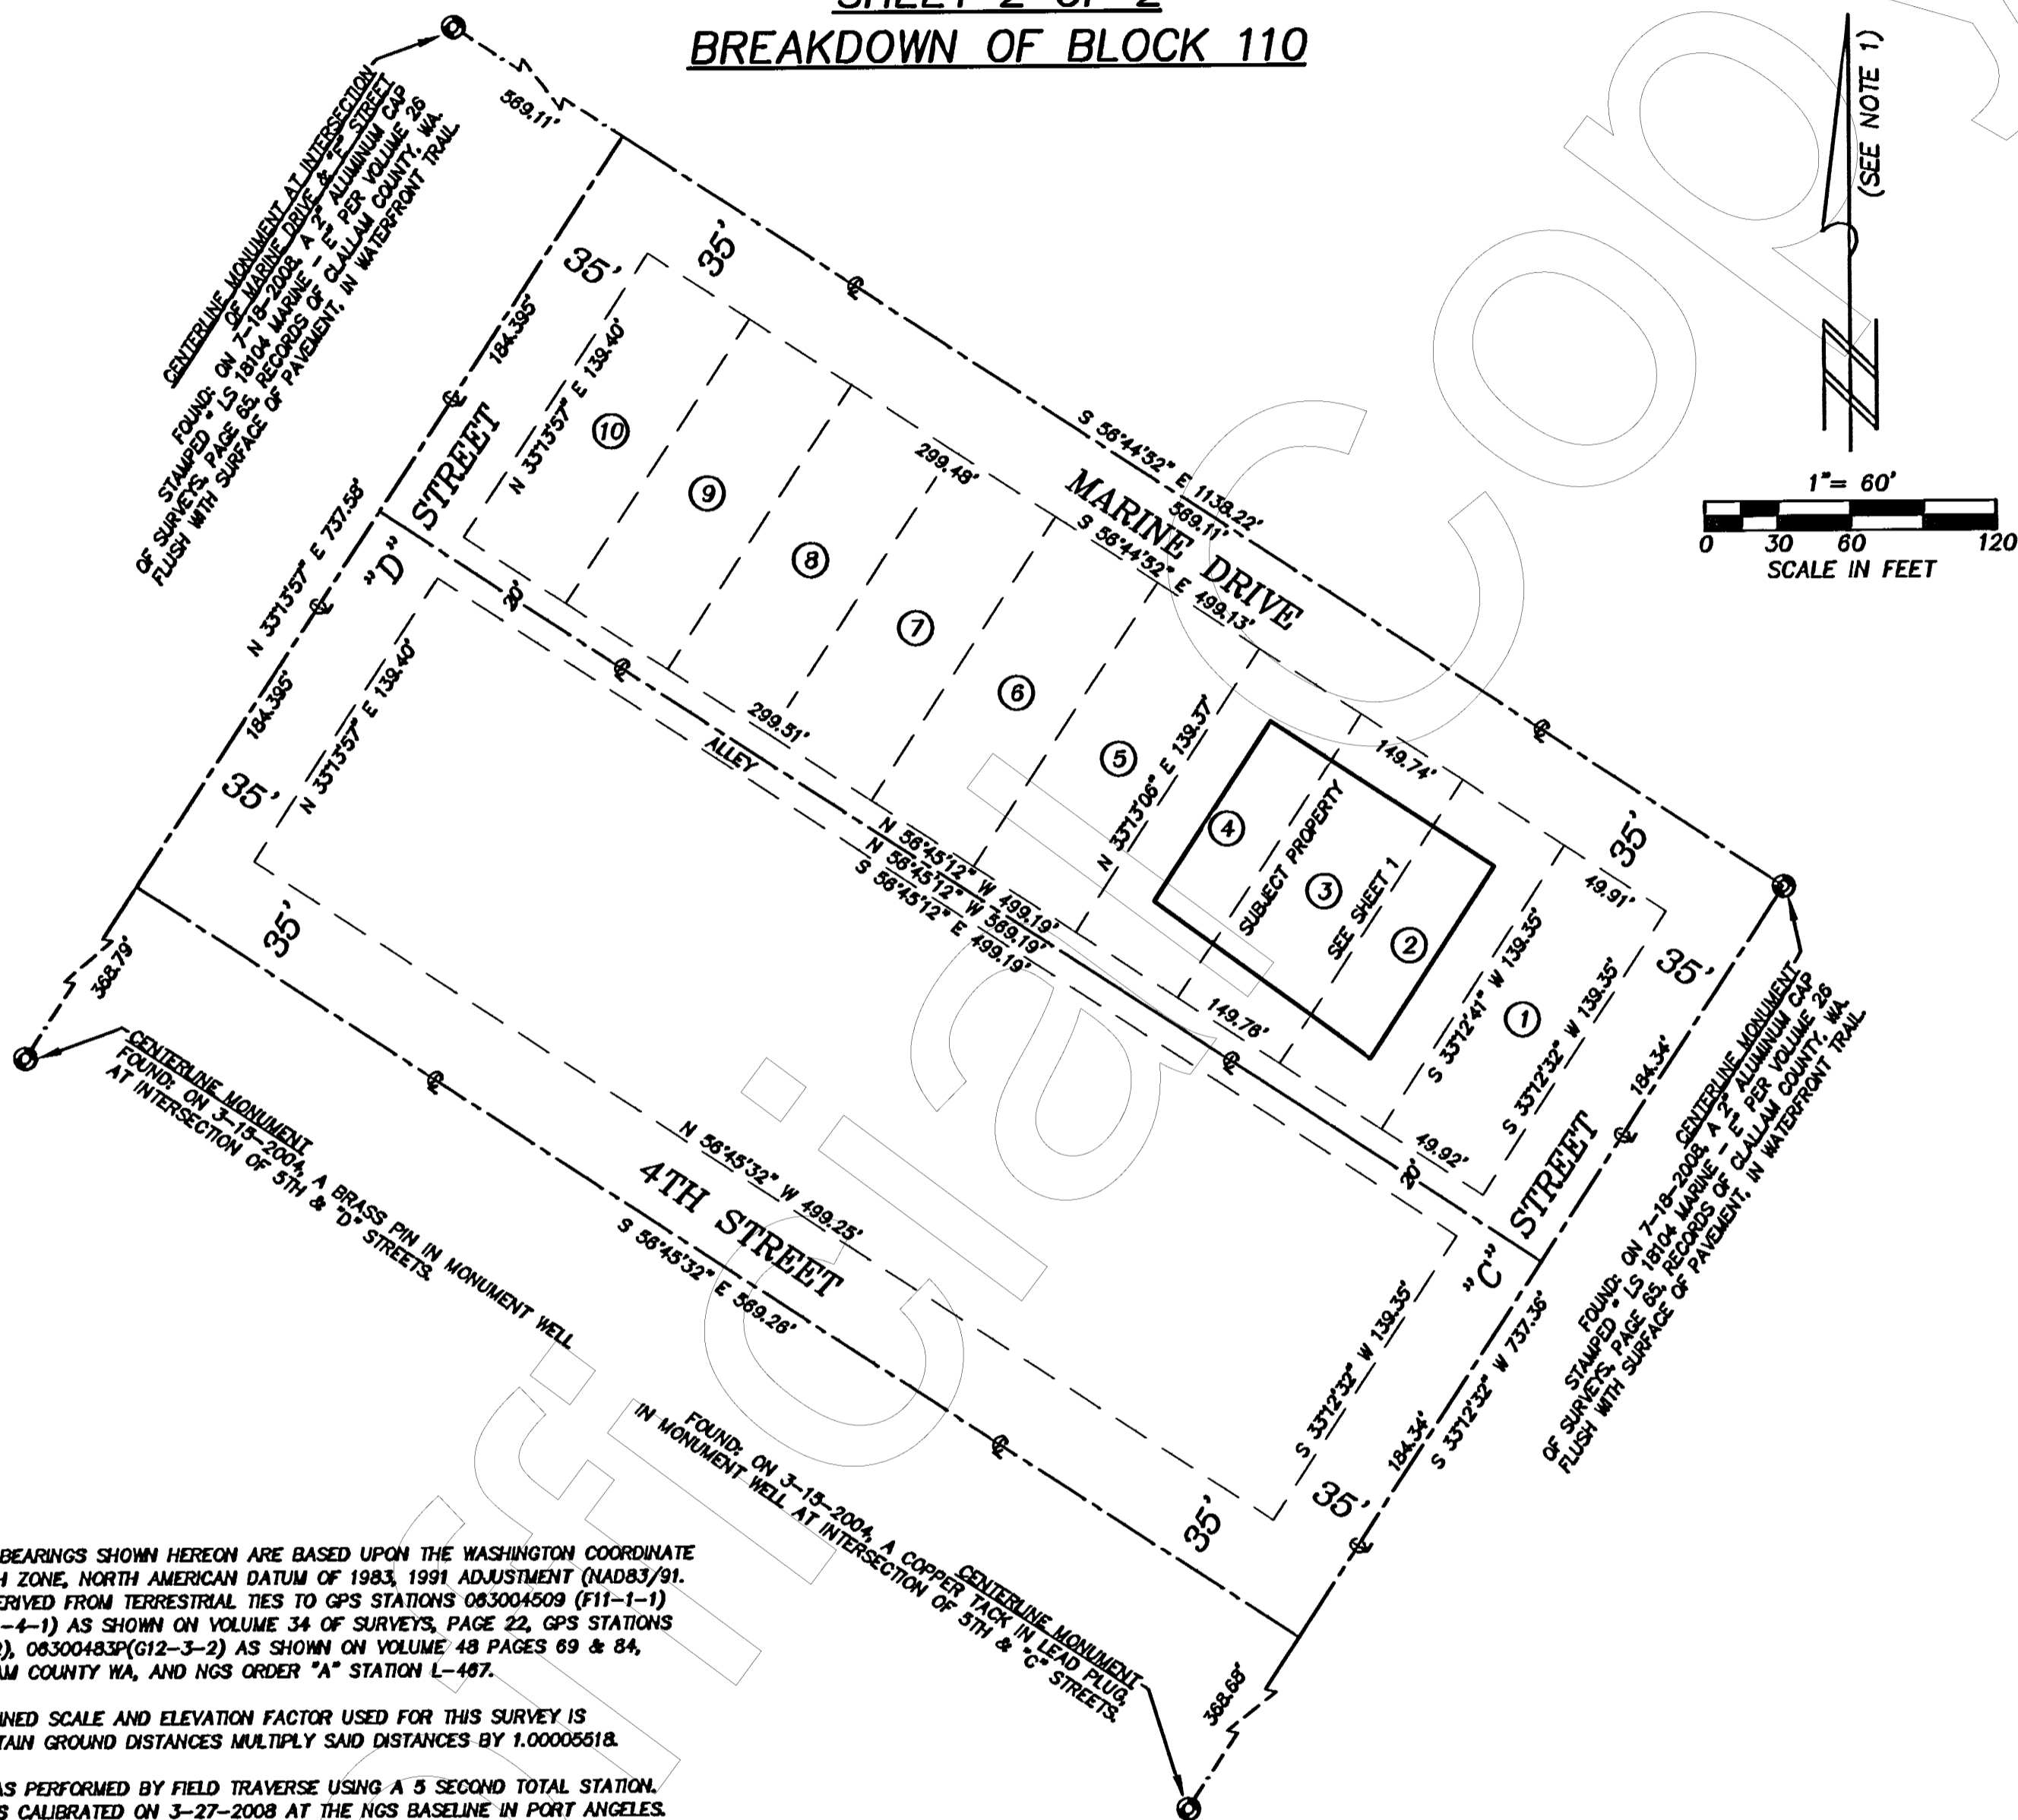 SHEET 2 OF 2
BREAKDOWN OF BLOCK 110
(SEE NOTE 1)
1"= 60'
0 30 60 120
SCALE IN FEET
CENTERLINE MONUMENT AT INTERSECTION
OF MARINE DRIVE & "E" STREET
FOUND: ON 7-18-2008, A 2" ALUMINUM CAP
STAMPED " LS 18104 MARINE - E" PER VOLUME 26
OF SURVEYS, PAGE 65, RECORDS OF CLALLAM COUNTY, WA.
FLUSH WITH SURFACE OF PAVEMENT, IN WATERFRONT TRAIL.
569.11'
35'
35'
184.395'
N 33°13'57" E 139.40'
10
9
8
7
6
5
4
3
2
1
299.48'
S 56°44'52" E 1138.22'
569.11'
MARINE DRIVE
S 56°44'52" E 499.13'
N 33°13'57" E 737.58'
"D" STREET
20'
184.395'
N 33°13'57" E 139.40'
35'
35'
299.51'
ALLEY
N 33°13'06" E 139.37'
149.74'
SUBJECT PROPERTY
SEE SHEET 1
N 56°45'12" W 499.19'
N 56°45'12" W 569.19'
S 56°45'12" E 499.19'
149.76'
35'
49.91'
35'
S 33°12'41" W 139.35'
S 33°12'32" W 139.35'
184.34'
49.92'
20'
"C" STREET
CENTERLINE MONUMENT
FOUND: ON 7-18-2008, A 2" ALUMINUM CAP
STAMPED " LS 18104 MARINE - E" PER VOLUME 26
OF SURVEYS, PAGE 65, RECORDS OF CLALLAM COUNTY, WA.
FLUSH WITH SURFACE OF PAVEMENT, IN WATERFRONT TRAIL.
368.79'
CENTERLINE MONUMENT
FOUND: ON 3-15-2004, A BRASS PIN IN MONUMENT WELL
AT INTERSECTION OF 5TH & "D" STREETS.
N 56°45'32" W 499.25'
4TH STREET
S 56°45'32" E 569.26'
S 33°12'32" W 139.35'
184.34'
S 33°12'32" W 737.36'
35'
35'
368.68'
CENTERLINE MONUMENT
FOUND: ON 3-15-2004, A COPPER TACK IN LEAD PLUG,
IN MONUMENT WELL AT INTERSECTION OF 5TH & "C" STREETS.
BEARINGS SHOWN HEREON ARE BASED UPON THE WASHINGTON COORDINATE
H ZONE, NORTH AMERICAN DATUM OF 1983, 1991 ADJUSTMENT (NAD83/91.
ERIVED FROM TERRESTRIAL TIES TO GPS STATIONS 063004509 (F11-1-1)
-4-1) AS SHOWN ON VOLUME 34 OF SURVEYS, PAGE 22, GPS STATIONS
2), 06300483P(G12-3-2) AS SHOWN ON VOLUME 48 PAGES 69 & 84,
AM COUNTY WA, AND NGS ORDER "A" STATION L-467.
INED SCALE AND ELEVATION FACTOR USED FOR THIS SURVEY IS
TAIN GROUND DISTANCES MULTIPLY SAID DISTANCES BY 1.00005518.
AS PERFORMED BY FIELD TRAVERSE USING A 5 SECOND TOTAL STATION.
S CALIBRATED ON 3-27-2008 AT THE NGS BASELINE IN PORT ANGELES.